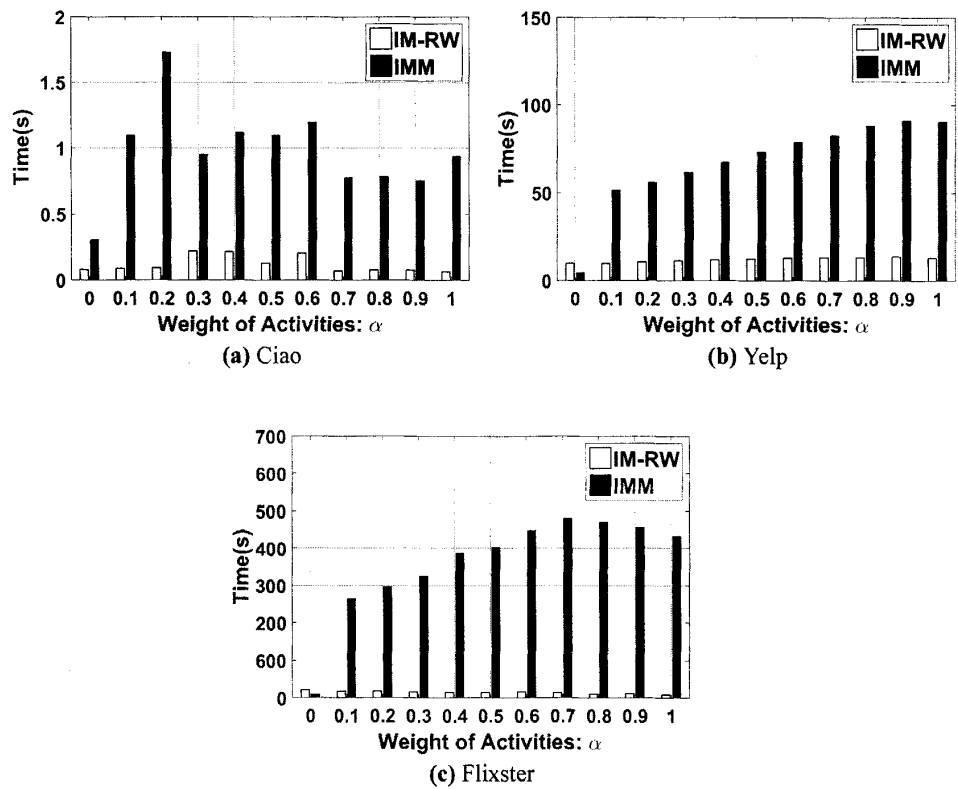 2
1.5
1
0.5
0
Time(s)
IM-RW
IMM
0 0.1 0.2 0.3 0.4 0.5 0.6 0.7 0.8 0.9 1
Weight of Activities: α
(a) Ciao
150
100
50
0
Time(s)
IM-RW
IMM
0 0.1 0.2 0.3 0.4 0.5 0.6 0.7 0.8 0.9 1
Weight of Activities: α
(b) Yelp
700
600
500
400
300
200
600
0
Time(s)
IM-RW
IMM
0 0.1 0.2 0.3 0.4 0.5 0.6 0.7 0.8 0.9 1
Weight of Activities: α
(c) Flixster